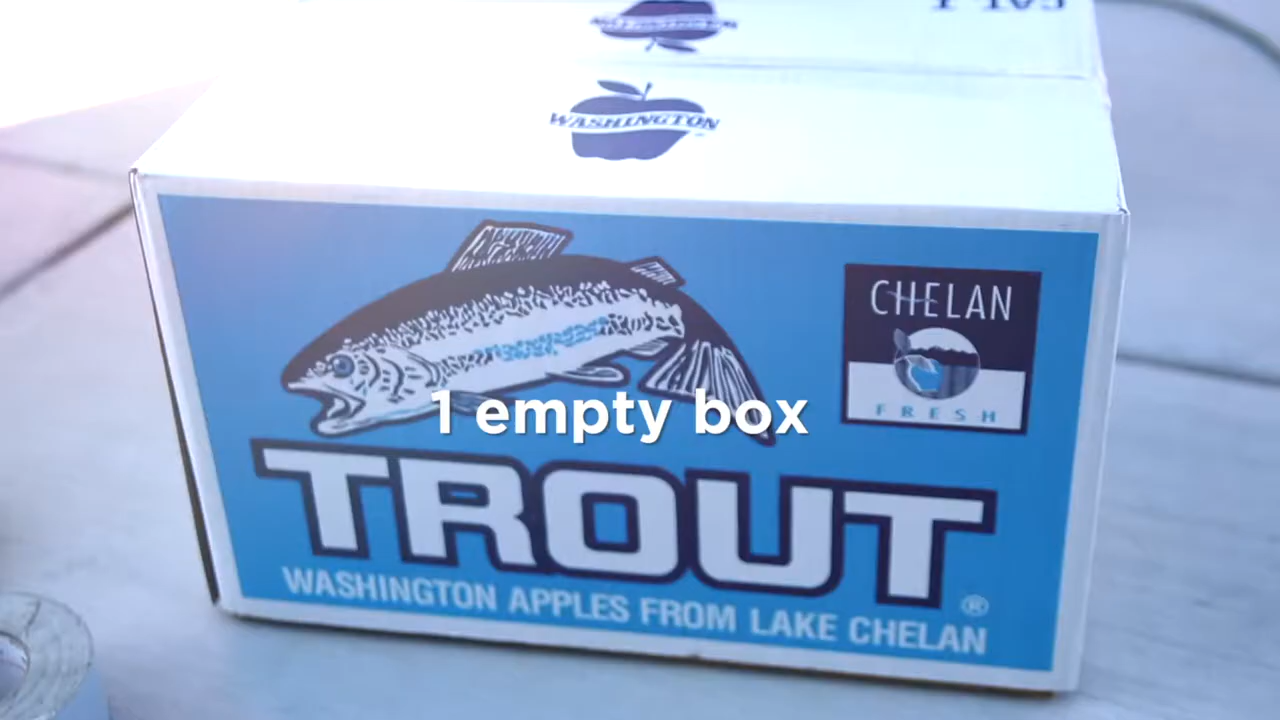 WASHINGTON
CHELAN
FRESH
1 empty box
TROUT®
WASHINGTON APPLES FROM LAKE CHELAN